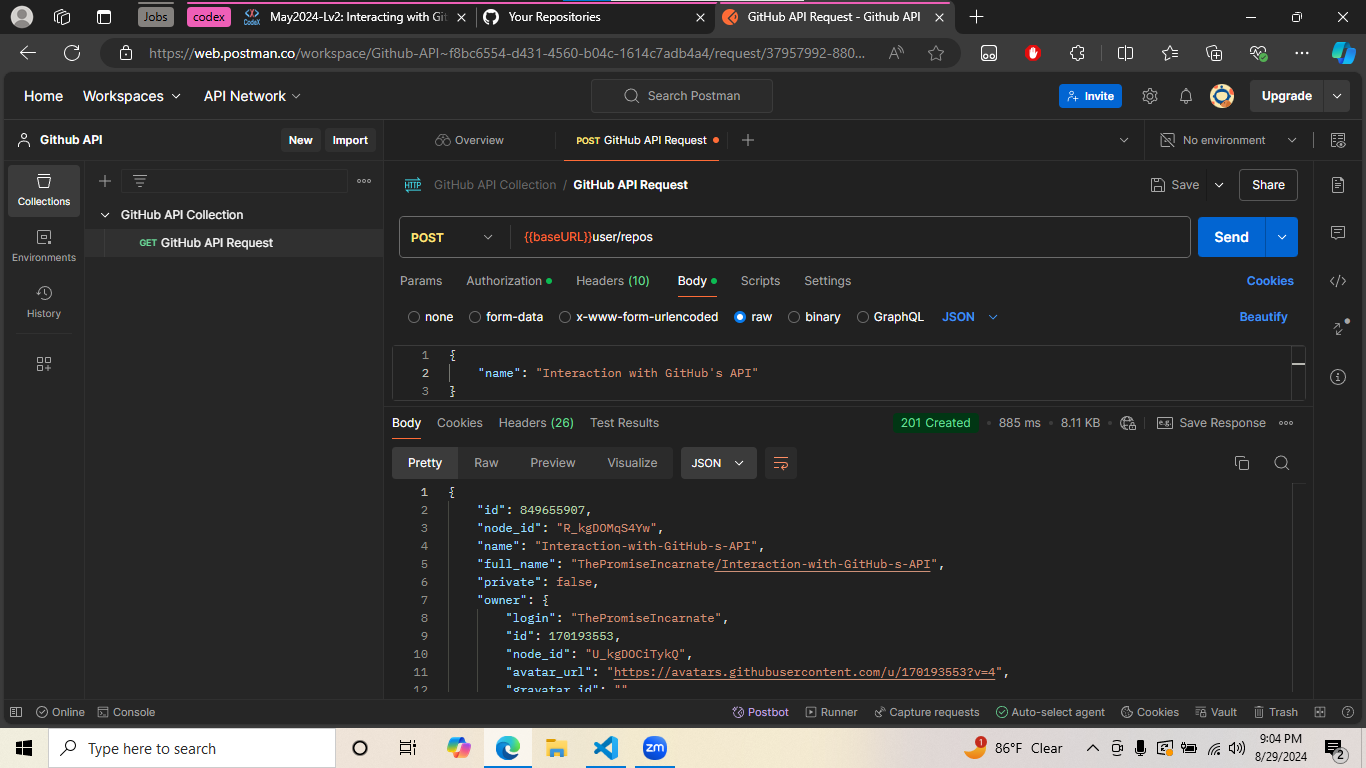 Jobs codex CodeX May2024-Lv2: Interacting with Git Your Repositories GitHub API Request - Github API
https://web.postman.co/workspace/Github-API~f8bc6554-d431-4560-b04c-1614c7adb4a4/request/37957992-880...
Home Workspaces API Network Search Postman Invite Upgrade
Github API New Import Overview POST GitHub API Request No environment
Collections
Environments
History
GitHub API Collection
GET GitHub API Request
HTTP GitHub API Collection / GitHub API Request Save Share
POST {{baseURL}}user/repos Send
Params Authorization Headers (10) Body Scripts Settings Cookies
none form-data x-www-form-urlencoded raw binary GraphQL JSON Beautify
1 {
2 "name": "Interaction with GitHub's API"
3 }
Body Cookies Headers (26) Test Results 201 Created 885 ms 8.11 KB e.g. Save Response
Pretty Raw Preview Visualize JSON
1 {
2 "id": 849655907,
3 "node_id": "R_kgDOMqS4Yw",
4 "name": "Interaction-with-GitHub-s-API",
5 "full_name": "ThePromiseIncarnate/Interaction-with-GitHub-s-API",
6 "private": false,
7 "owner": {
8 "login": "ThePromiseIncarnate",
9 "id": 170193553,
10 "node_id": "U_kgDOCiTykQ",
11 "avatar_url": "https://avatars.githubusercontent.com/u/170193553?v=4",
12 "gravatar_id": ""
Online Console Postbot Runner Capture requests Auto-select agent Cookies Vault Trash
Type here to search zm 1 86°F Clear 9:04 PM
8/29/2024 2